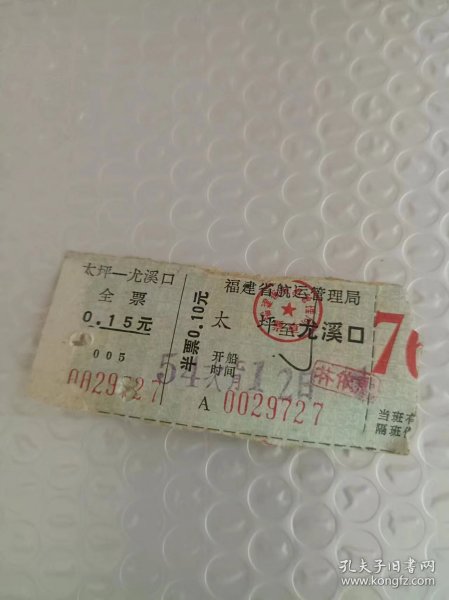 太坪—尤溪口
全票
0.15元
005
0029727
半票0.10元
福建省航运管理局
太坪至尤溪口
开船
时间
A 0029727
76
当班
隔班
孔夫子旧书网
www.kongfz.com